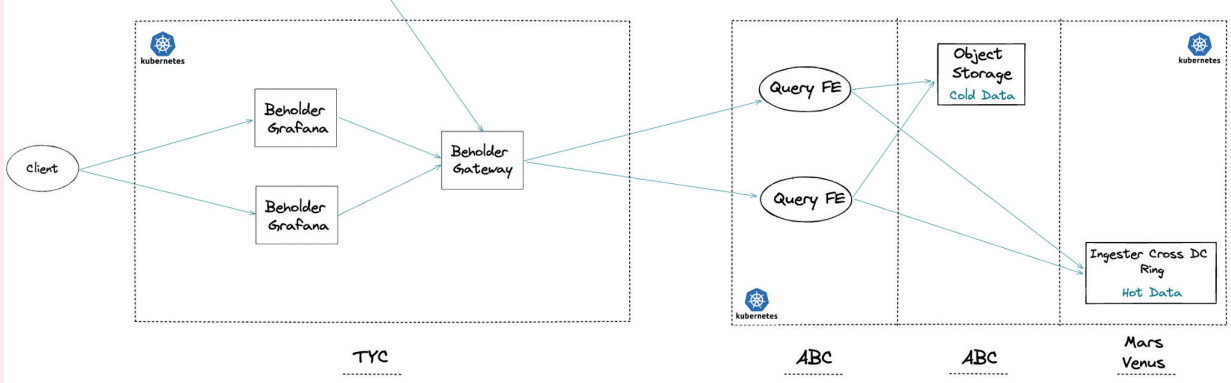 kubernetes
Client
Beholder
Grafana
Beholder
Grafana
Beholder
Gateway
TYC
Query FE
Query FE
kubernetes
ABC
Object
Storage
Cold Data
ABC
kubernetes
Ingester Cross DC
Ring
Hot Data
Mars
Venus